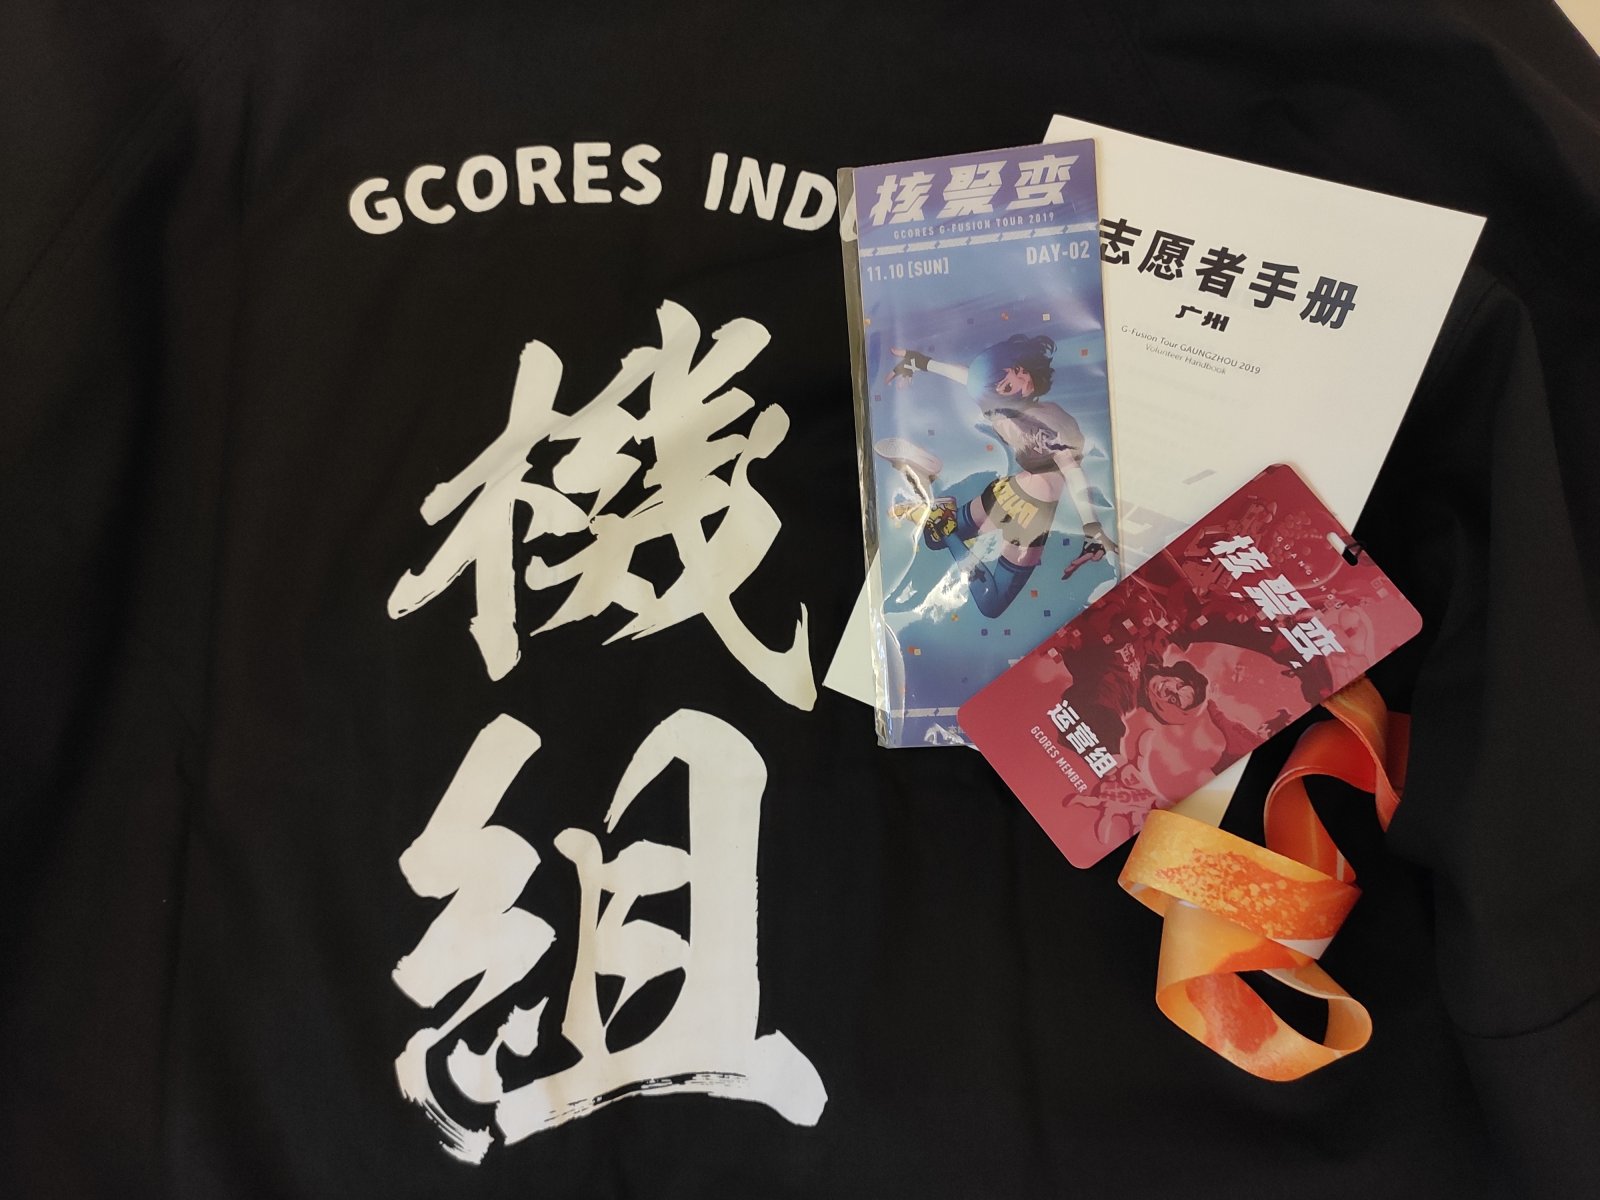 GCORES INDU
機
組
核聚变
GCORES G-FUSION TOUR 2019
11.10 [SUN]
DAY-02
志愿者手册
广州
G-Fusion Tour GAUNGZHOU 2019
Volunteer Handbook
核聚变
GUANGZHOU
运营组
GCORES MEMBER